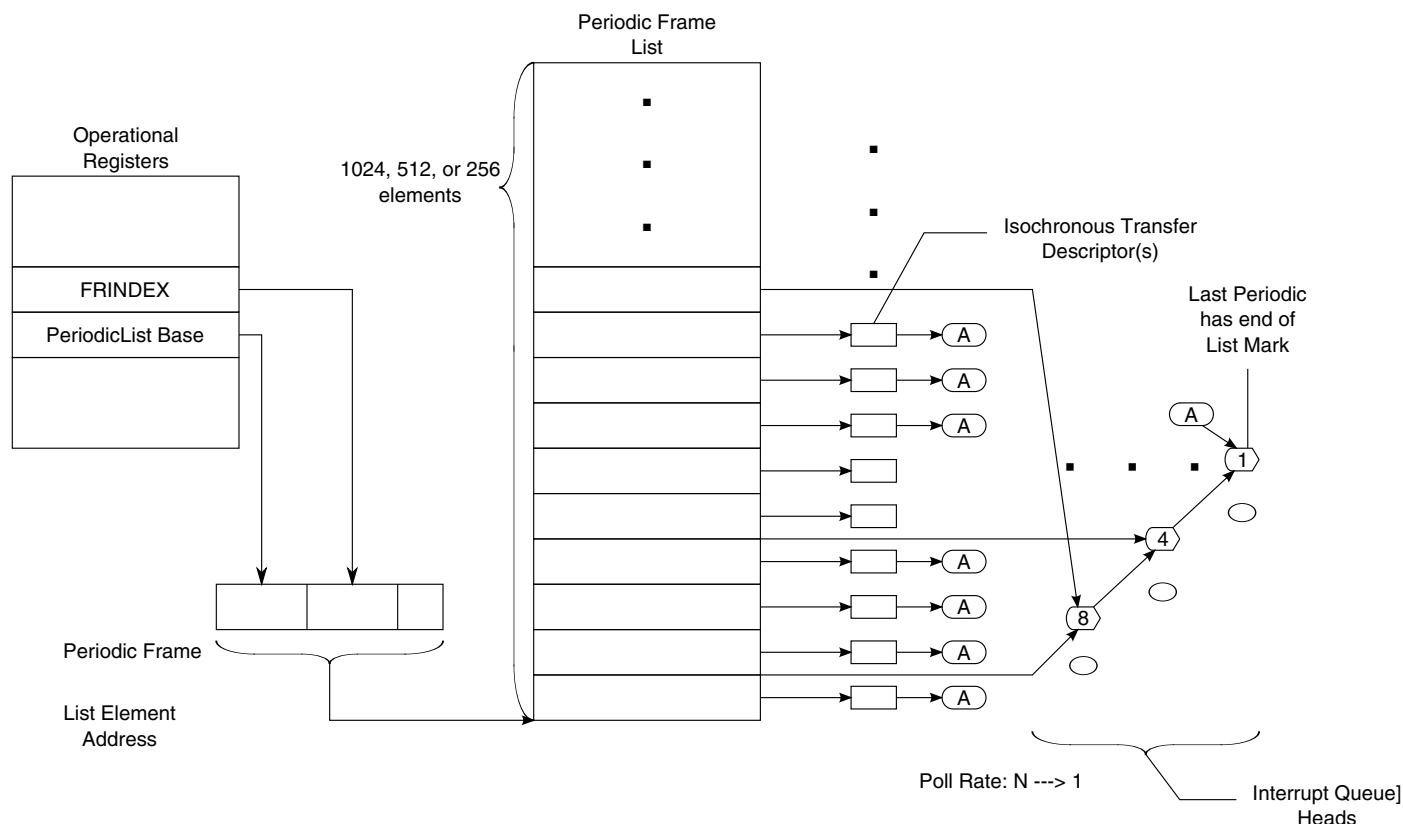 Periodic Frame
List
Operational
Registers
1024, 512, or 256
elements
Isochronous Transfer
Descriptor(s)
FRINDEX
Last Periodic
has end of
List Mark
PeriodicList Base
A
A
A
A
1
4
A
A
8
A
A
Periodic Frame
List Element
Address
Poll Rate: N ---> 1
Interrupt Queue]
Heads